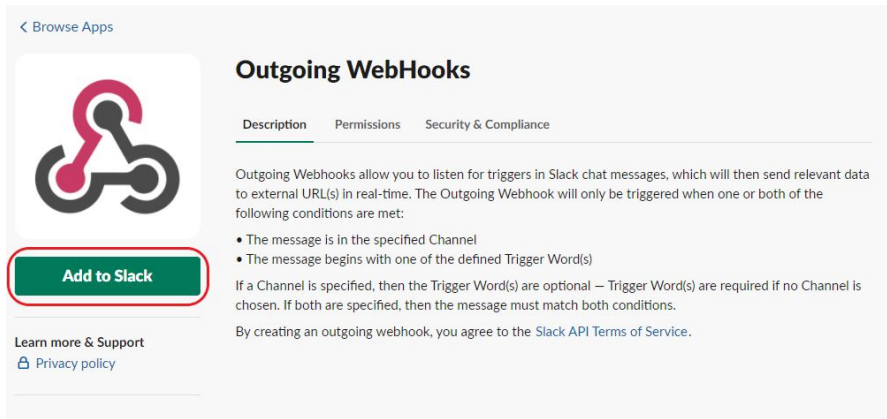 < Browse Apps
Outgoing WebHooks
Description Permissions Security & Compliance
Outgoing Webhooks allow you to listen for triggers in Slack chat messages, which will then send relevant data
to external URL(s) in real-time. The Outgoing Webhook will only be triggered when one or both of the
following conditions are met:
• The message is in the specified Channel
• The message begins with one of the defined Trigger Word(s)
If a Channel is specified, then the Trigger Word(s) are optional — Trigger Word(s) are required if no Channel is
chosen. If both are specified, then the message must match both conditions.
By creating an outgoing webhook, you agree to the Slack API Terms of Service.
Add to Slack
Learn more & Support
Privacy policy